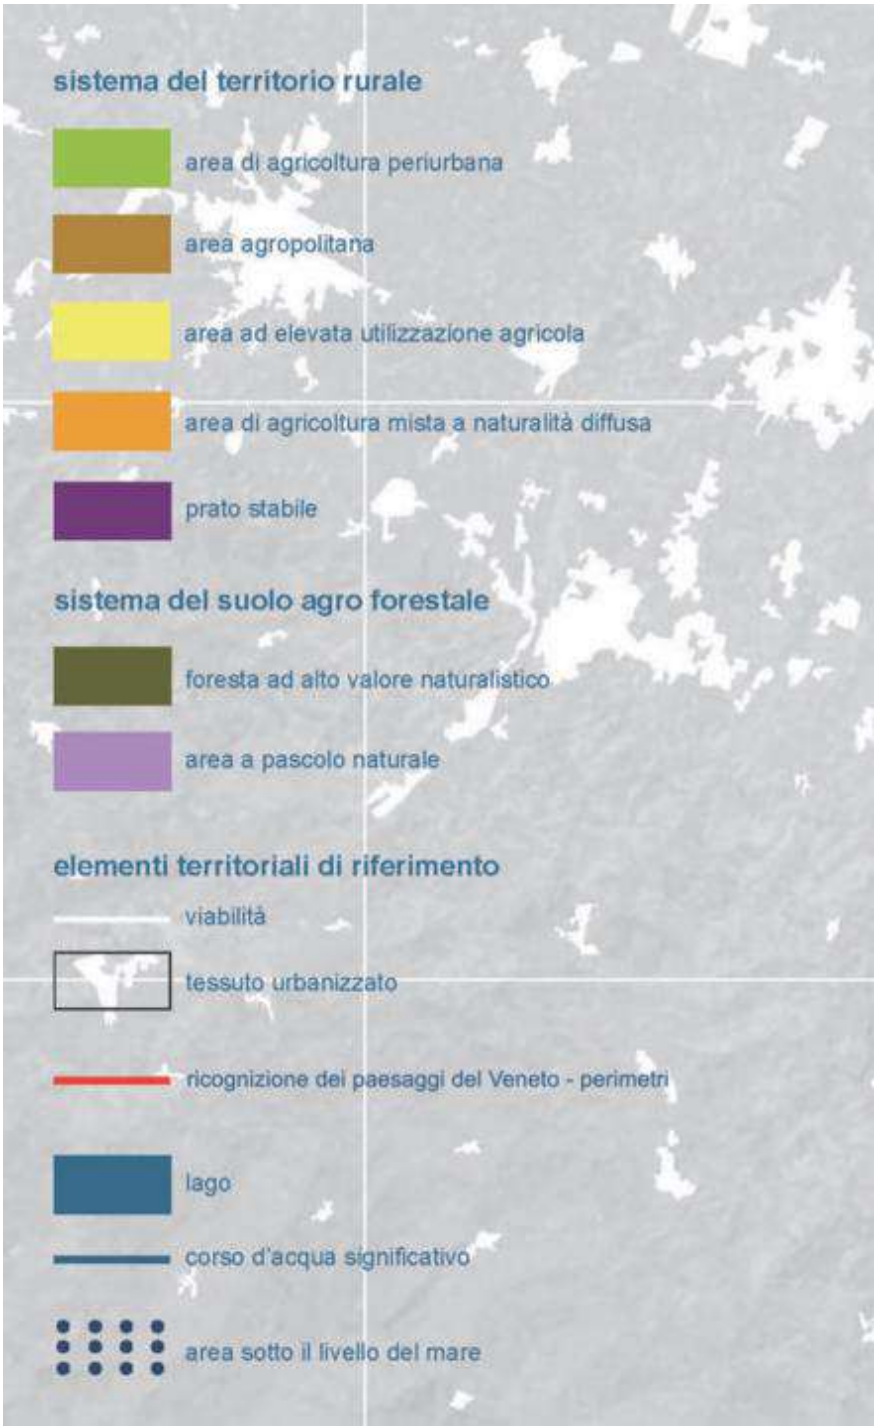 sistema del territorio rurale
area di agricoltura periurbana
area agropolitana
area ad elevata utilizzazione agricola
area di agricoltura mista a naturalità diffusa
prato stabile
sistema del suolo agro forestale
foresta ad alto valore naturalistico
area a pascolo naturale
elementi territoriali di riferimento
viabilità
tessuto urbanizzato
ricognizione dei paesaggi del Veneto - perimetri
lago
corso d'acqua significativo
area sotto il livello del mare